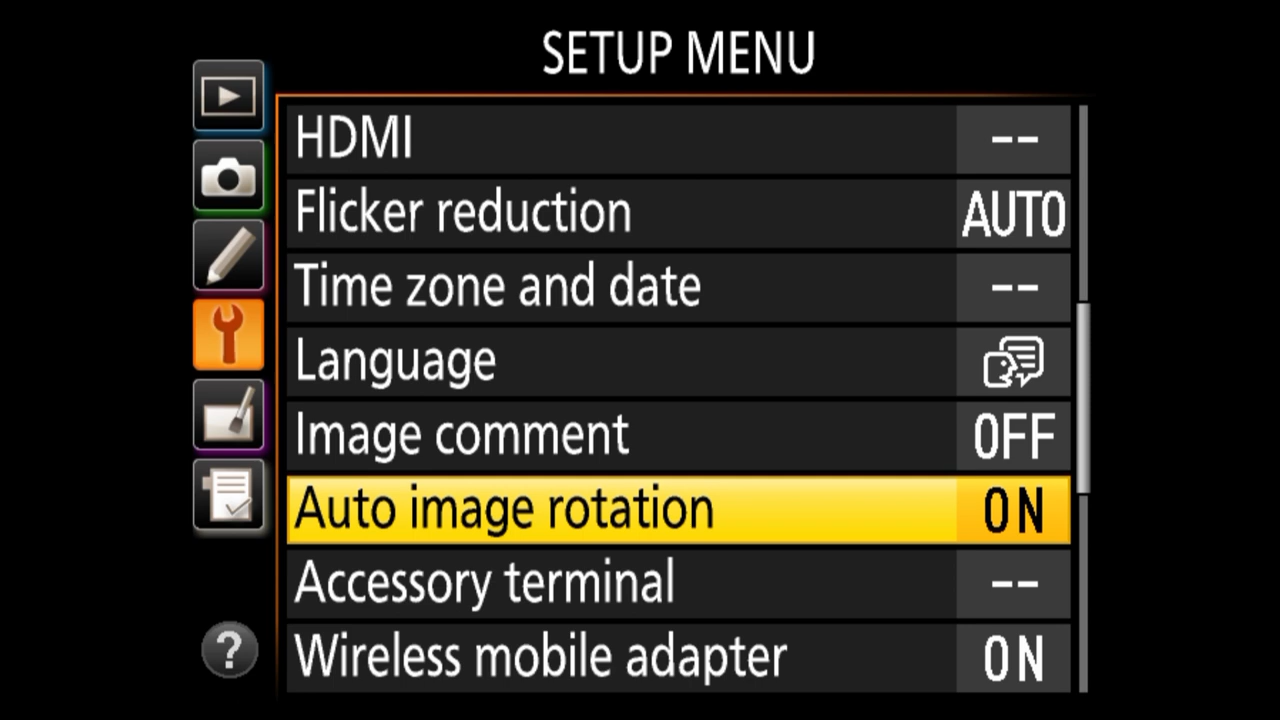 SETUP MENU
HDMI --
Flicker reduction AUTO
Time zone and date --
Language
Image comment OFF
Auto image rotation ON
Accessory terminal --
Wireless mobile adapter ON
?